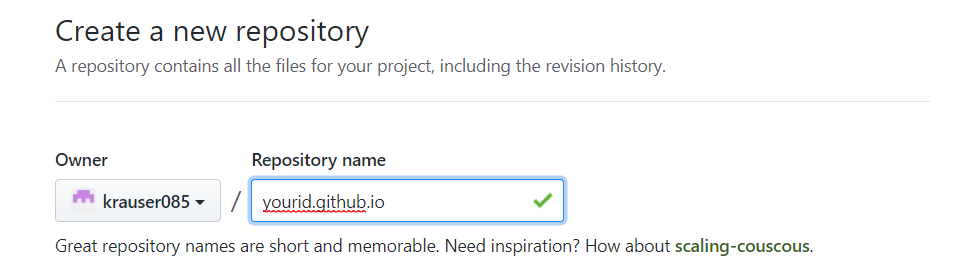 Create a new repository
A repository contains all the files for your project, including the revision history.
Owner Repository name
krauser085 / yourid.github.io
Great repository names are short and memorable. Need inspiration? How about scaling-couscous.